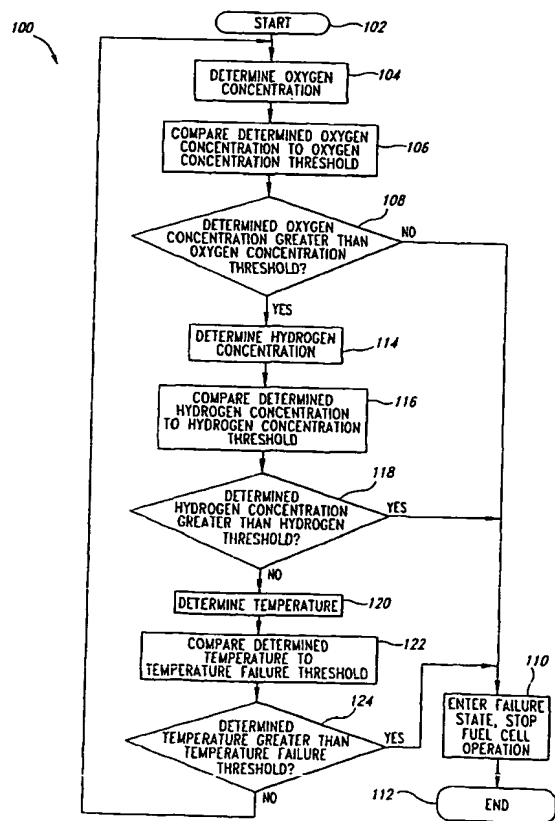 100
START
102
DETERMINE OXYGEN
CONCENTRATION
104
COMPARE DETERMINED OXYGEN
CONCENTRATION TO OXYGEN
CONCENTRATION THRESHOLD
106
108
DETERMINED OXYGEN
CONCENTRATION GREATER THAN
OXYGEN CONCENTRATION
THRESHOLD?
NO
YES
DETERMINE HYDROGEN
CONCENTRATION
114
COMPARE DETERMINED
HYDROGEN CONCENTRATION
TO HYDROGEN CONCENTRATION
THRESHOLD
116
118
DETERMINED
HYDROGEN CONCENTRATION
GREATER THAN HYDROGEN
THRESHOLD?
YES
NO
DETERMINE TEMPERATURE
120
COMPARE DETERMINED
TEMPERATURE TO
TEMPERATURE FAILURE THRESHOLD
122
124
DETERMINED
TEMPERATURE GREATER THAN
TEMPERATURE FAILURE
THRESHOLD?
YES
NO
110
ENTER FAILURE
STATE, STOP
FUEL CELL
OPERATION
112
END